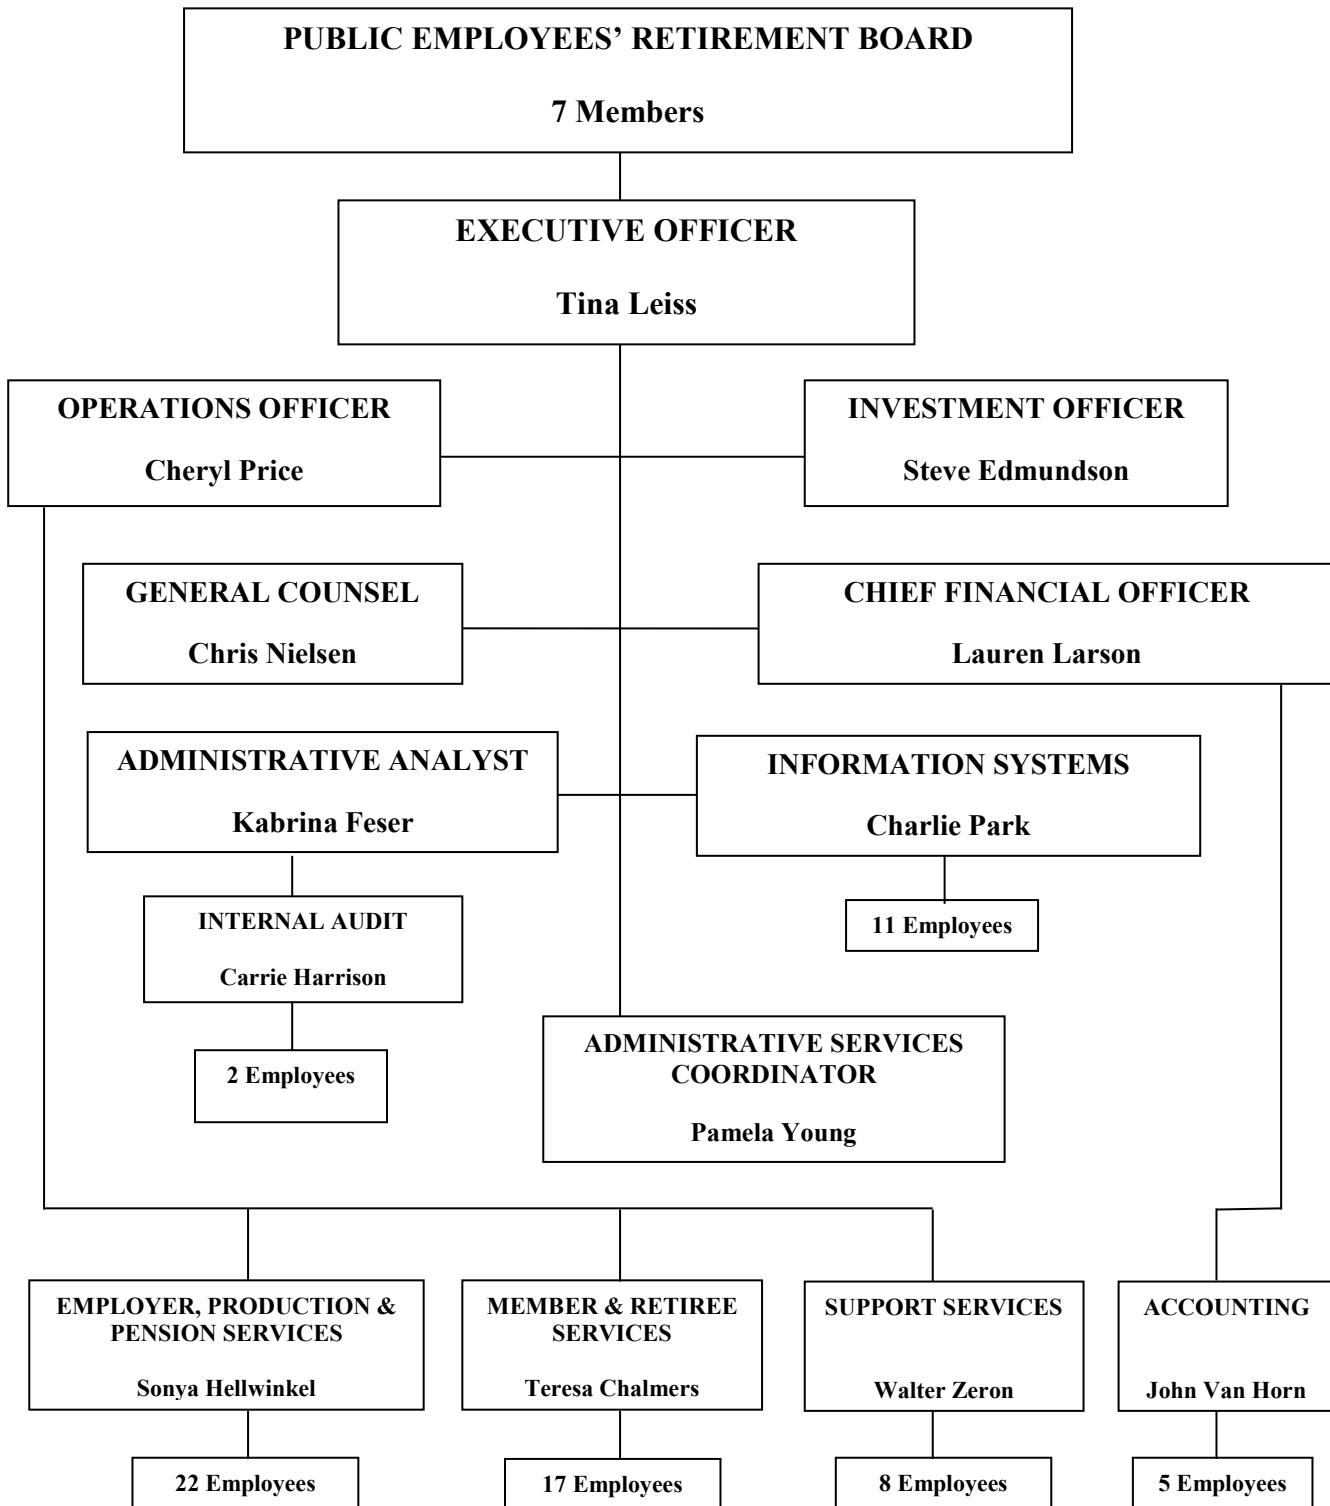 PUBLIC EMPLOYEES’ RETIREMENT BOARD
7 Members
EXECUTIVE OFFICER
Tina Leiss
OPERATIONS OFFICER
Cheryl Price
INVESTMENT OFFICER
Steve Edmundson
GENERAL COUNSEL
Chris Nielsen
CHIEF FINANCIAL OFFICER
Lauren Larson
ADMINISTRATIVE ANALYST
Kabrina Feser
INFORMATION SYSTEMS
Charlie Park
INTERNAL AUDIT
Carrie Harrison
11 Employees
2 Employees
ADMINISTRATIVE SERVICES
COORDINATOR
Pamela Young
EMPLOYER, PRODUCTION &
PENSION SERVICES
Sonya Hellwinkel
MEMBER & RETIREE
SERVICES
Teresa Chalmers
SUPPORT SERVICES
Walter Zeron
ACCOUNTING
John Van Horn
22 Employees
17 Employees
8 Employees
5 Employees